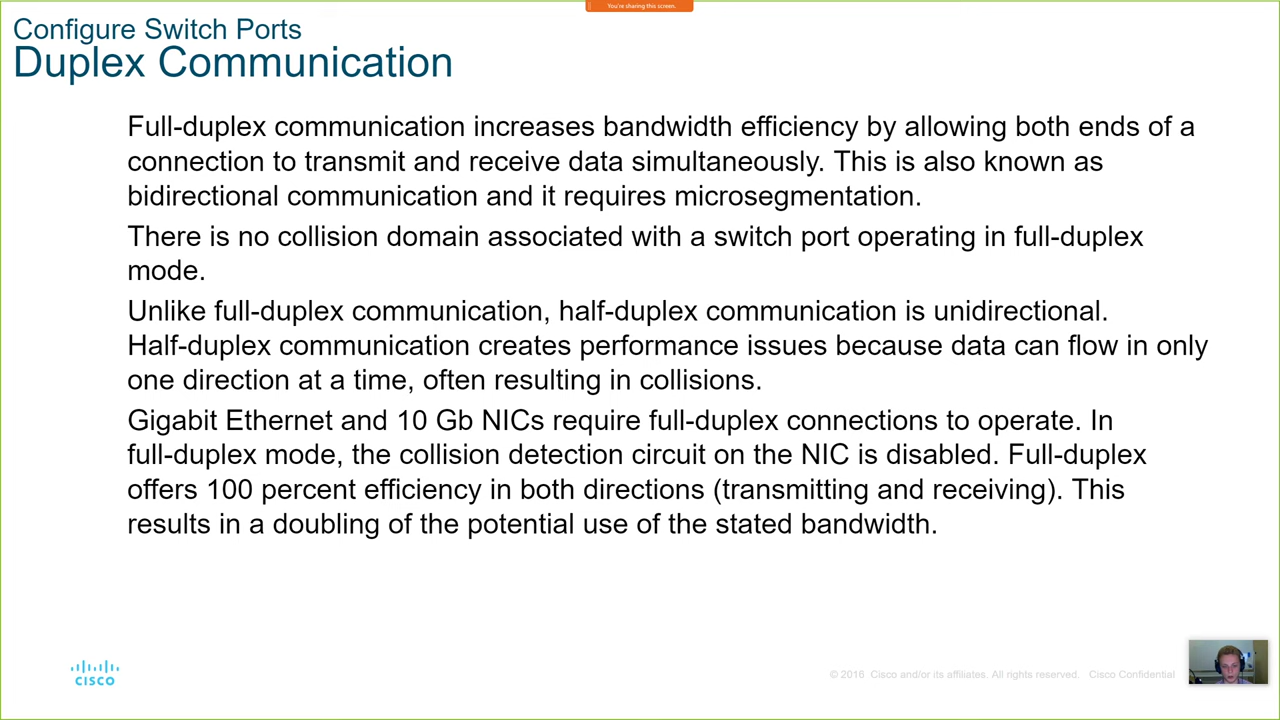 You're sharing this screen.
Configure Switch Ports
Duplex Communication
Full-duplex communication increases bandwidth efficiency by allowing both ends of a
connection to transmit and receive data simultaneously. This is also known as
bidirectional communication and it requires microsegmentation.
There is no collision domain associated with a switch port operating in full-duplex
mode.
Unlike full-duplex communication, half-duplex communication is unidirectional.
Half-duplex communication creates performance issues because data can flow in only
one direction at a time, often resulting in collisions.
Gigabit Ethernet and 10 Gb NICs require full-duplex connections to operate. In
full-duplex mode, the collision detection circuit on the NIC is disabled. Full-duplex
offers 100 percent efficiency in both directions (transmitting and receiving). This
results in a doubling of the potential use of the stated bandwidth.
CISCO
© 2016 Cisco and/or its affiliates. All rights reserved. Cisco Confidential